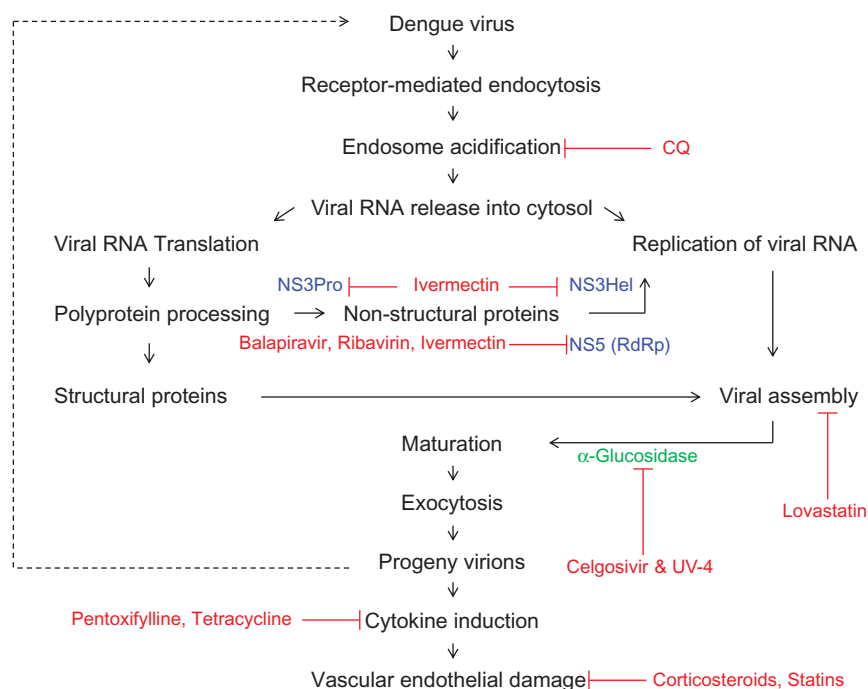 Dengue virus
Receptor-mediated endocytosis
Endosome acidification
CQ
Viral RNA release into cytosol
Viral RNA Translation
Replication of viral RNA
NS3Pro
Ivermectin
NS3Hel
Polyprotein processing
Non-structural proteins
Balapiravir, Ribavirin, Ivermectin
NS5 (RdRp)
Structural proteins
Viral assembly
Maturation
α-Glucosidase
Exocytosis
Lovastatin
Progeny virions
Celgosivir & UV-4
Pentoxifylline, Tetracycline
Cytokine induction
Vascular endothelial damage
Corticosteroids, Statins